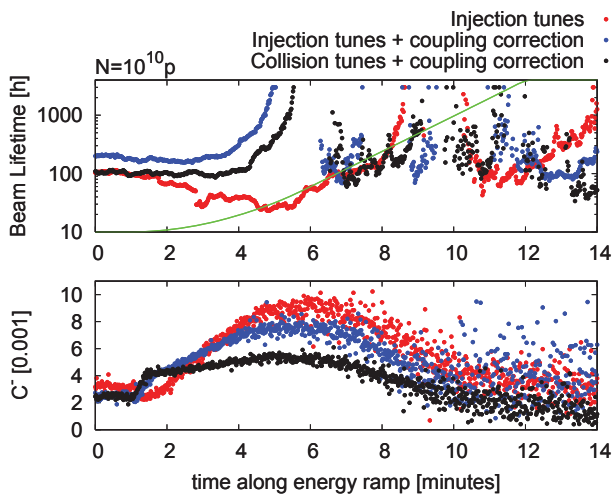 Injection tunes
Injection tunes + coupling correction
N=10¹⁰p
Collision tunes + coupling correction
Beam Lifetime [h]
1000
100
10
0 2 4 6 8 10 12 14
C⁻ [0.001]
10
8
6
4
2
0
0 2 4 6 8 10 12 14
time along energy ramp [minutes]